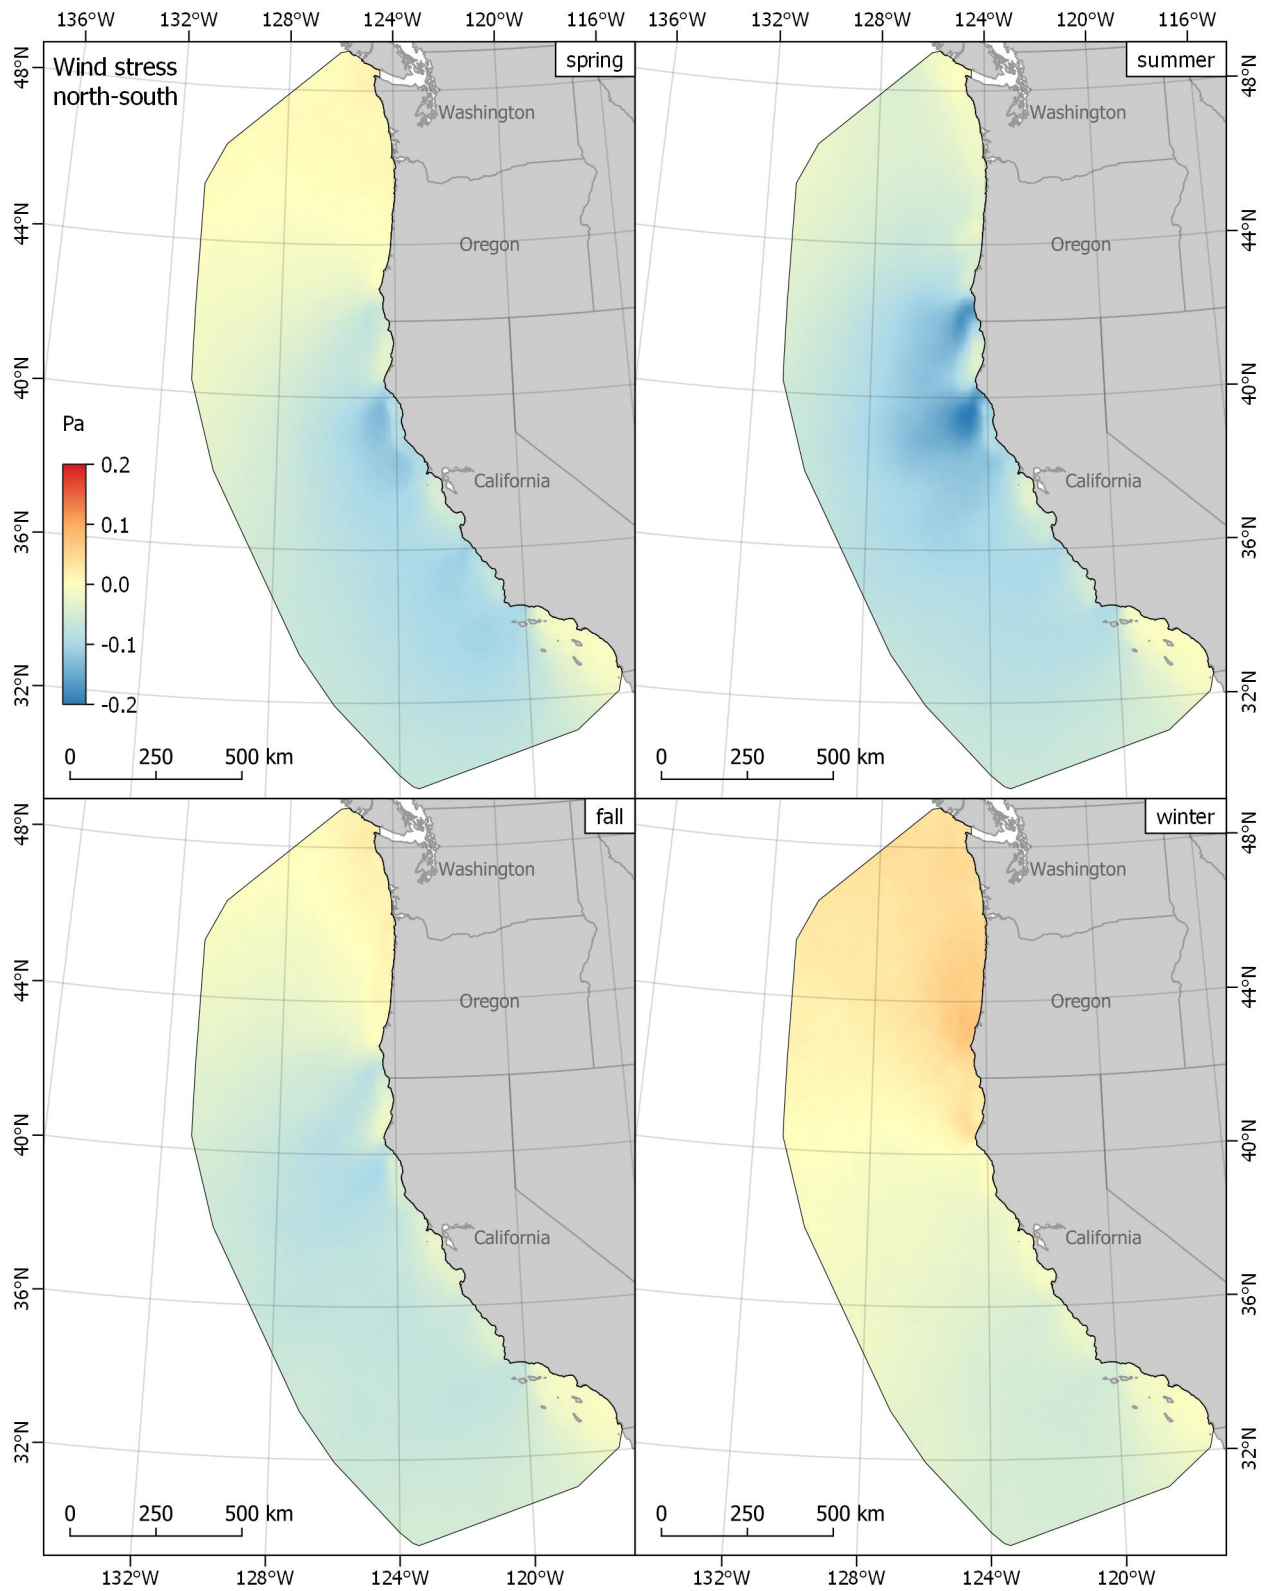 136°W 132°W 128°W 124°W 120°W 116°W 136°W 132°W 128°W 124°W 120°W 116°W
Wind stress
north-south
spring
48°N
Washington
44°N
Oregon
40°N
Pa
0.2
0.1
0.0
-0.1
-0.2
California
36°N
32°N
0 250 500 km
summer
48°N
Washington
44°N
Oregon
40°N
California
36°N
32°N
0 250 500 km
fall
48°N
Washington
44°N
Oregon
40°N
California
36°N
32°N
0 250 500 km
winter
48°N
Washington
44°N
Oregon
40°N
California
36°N
32°N
0 250 500 km
132°W 128°W 124°W 120°W 132°W 128°W 124°W 120°W